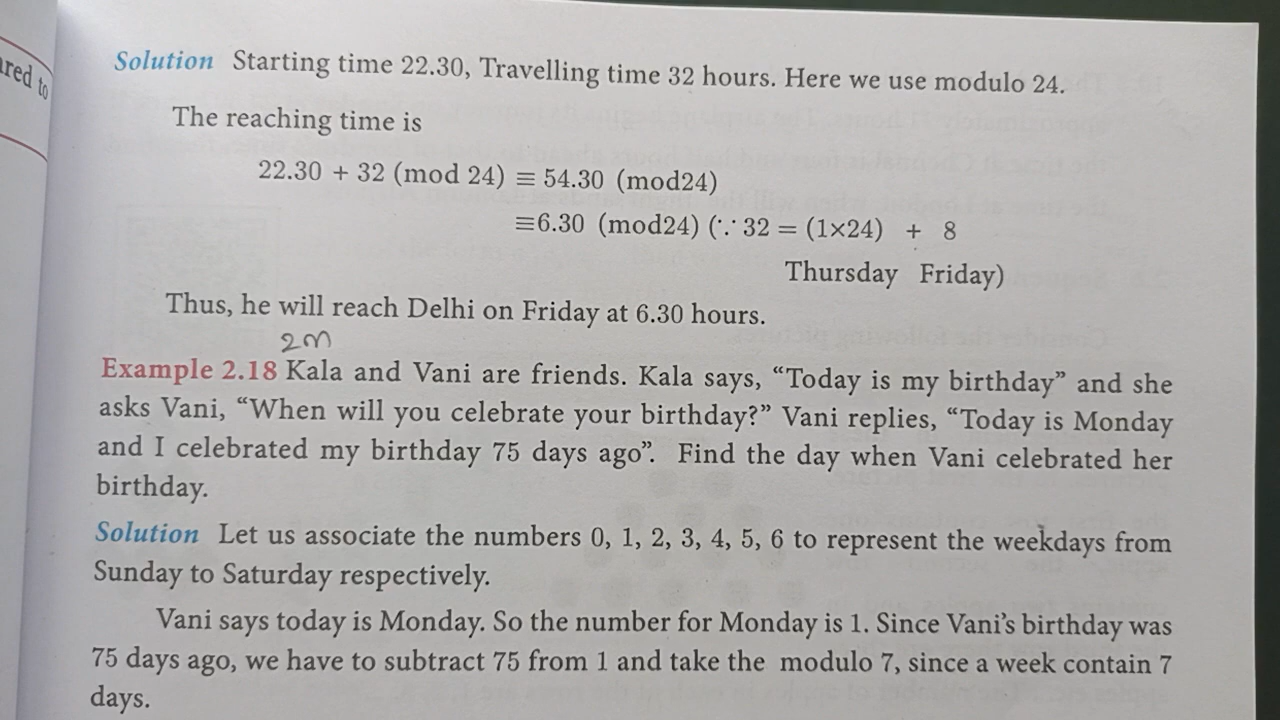 ared to
Solution Starting time 22.30, Travelling time 32 hours. Here we use modulo 24.
The reaching time is
22.30 + 32 (mod 24) ≡ 54.30 (mod24)
≡6.30 (mod24) (∵ 32 = (1×24) + 8
Thursday Friday)
Thus, he will reach Delhi on Friday at 6.30 hours.
2m
Example 2.18 Kala and Vani are friends. Kala says, “Today is my birthday” and she
asks Vani, “When will you celebrate your birthday?” Vani replies, “Today is Monday
and I celebrated my birthday 75 days ago”. Find the day when Vani celebrated her
birthday.
Solution Let us associate the numbers 0, 1, 2, 3, 4, 5, 6 to represent the weekdays from
Sunday to Saturday respectively.
Vani says today is Monday. So the number for Monday is 1. Since Vani’s birthday was
75 days ago, we have to subtract 75 from 1 and take the modulo 7, since a week contain 7
days.